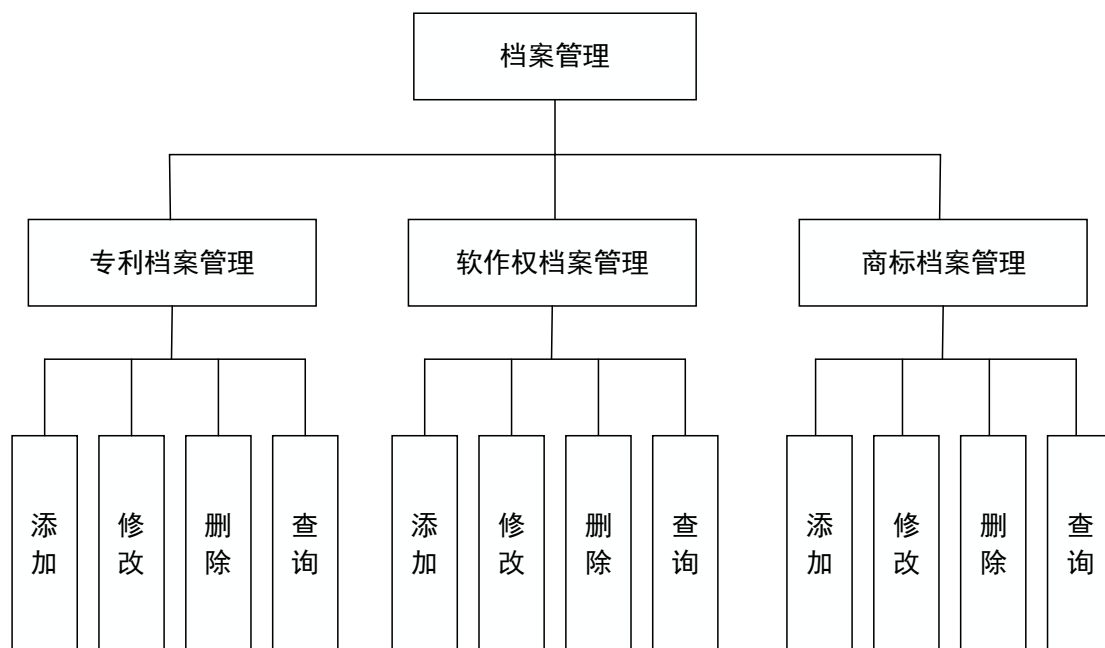 档案管理
专利档案管理
软作权档案管理
商标档案管理
添加
修改
删除
查询
添加
修改
删除
查询
添加
修改
删除
查询